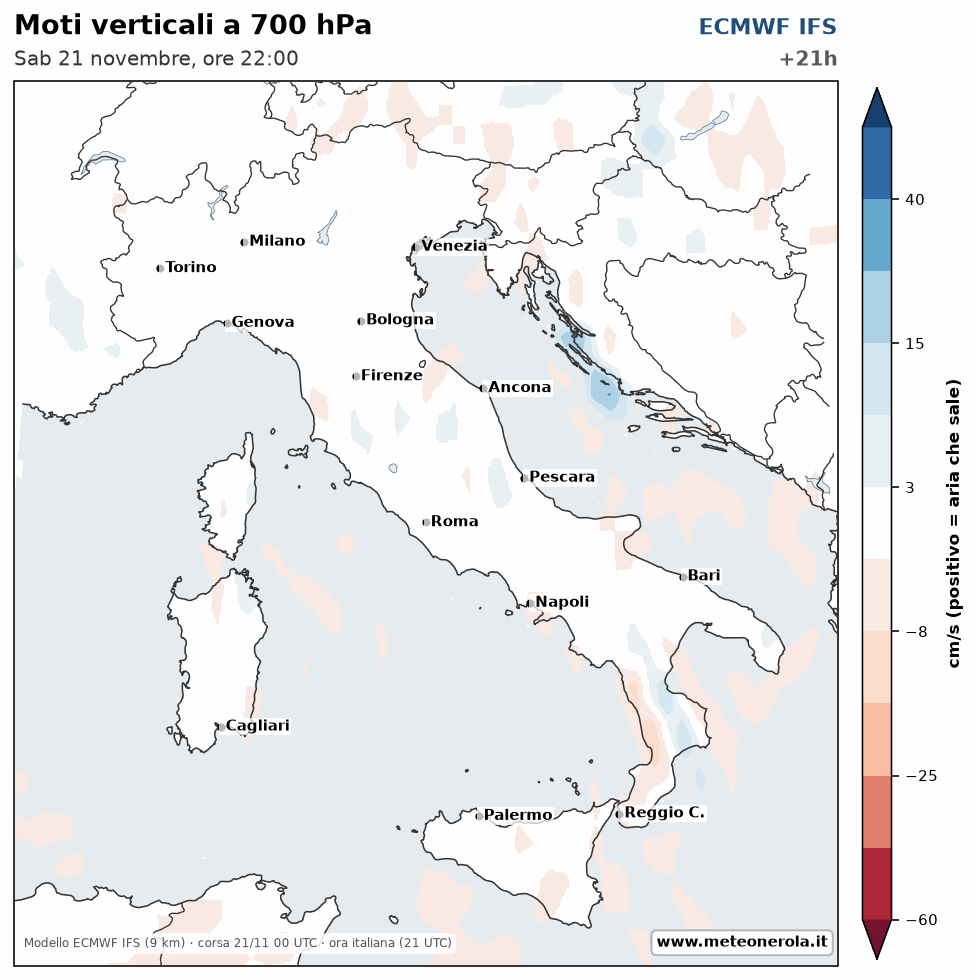 Moti verticali a 700 hPa
ECMWF IFS
Sab 21 novembre, ore 22:00
+21h
Milano
Venezia
Torino
Genova
Bologna
Firenze
Ancona
Pescara
Roma
Bari
Napoli
Cagliari
Palermo
Reggio C.
40
15
3
−8
−25
−60
cm/s (positivo = aria che sale)
Modello ECMWF IFS (9 km) · corsa 21/11 00 UTC · ora italiana (21 UTC)
www.meteonerola.it